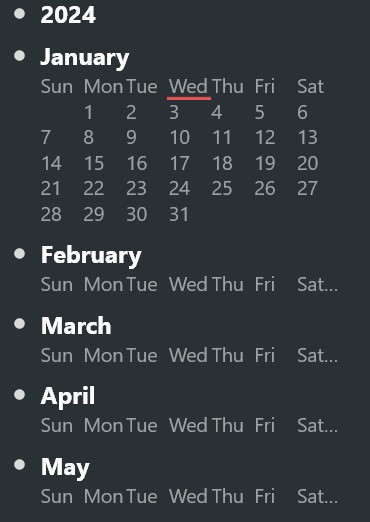 2024
January
Sun Mon Tue Wed Thu Fri Sat
1 2 3 4 5 6
7 8 9 10 11 12 13
14 15 16 17 18 19 20
21 22 23 24 25 26 27
28 29 30 31
February
Sun Mon Tue Wed Thu Fri Sat...
March
Sun Mon Tue Wed Thu Fri Sat...
April
Sun Mon Tue Wed Thu Fri Sat...
May
Sun Mon Tue Wed Thu Fri Sat...